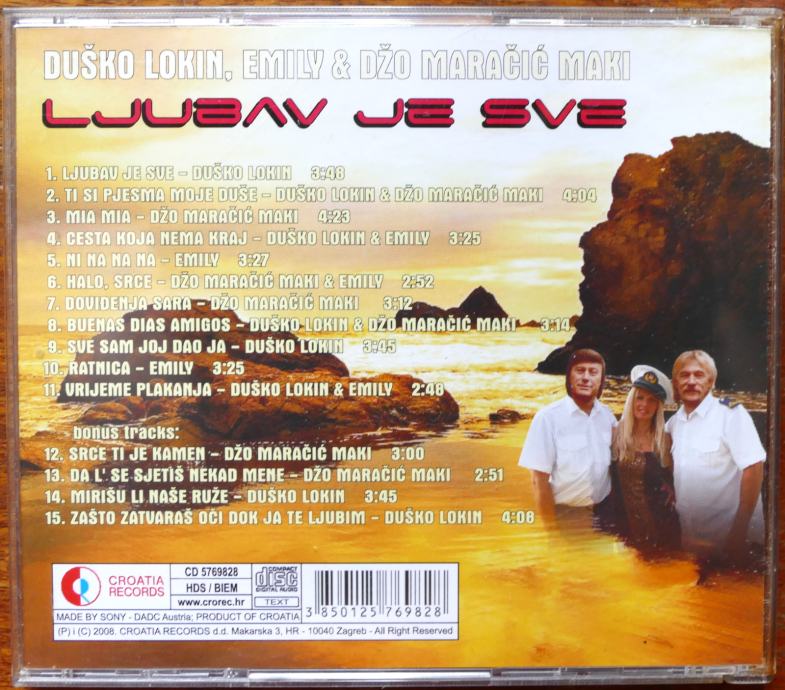 DUŠKO LOKIN, EMILY & DŽO MARAČIĆ MAKI
LJUBAV JE SVE
1. LJUBAV JE SVE – DUŠKO LOKIN 3:48
2. TI SI PJESMA MOJE DUŠE – DUŠKO LOKIN & DŽO MARAČIĆ MAKI 4:04
3. MIA MIA – DŽO MARAČIĆ MAKI 4:23
4. CESTA KOJA NEMA KRAJ – DUŠKO LOKIN & EMILY 3:25
5. NI NA NA NA – EMILY 3:27
6. HALO, SRCE – DŽO MARAČIĆ MAKI & EMILY 2:52
7. DOVIĐENJA SARA – DŽO MARAČIĆ MAKI 3:12
8. BUENAS DIAS AMIGOS – DUŠKO LOKIN & DŽO MARAČIĆ MAKI 3:14
9. SVE SAM JOJ DAO JA – DUŠKO LOKIN 3:45
10. RATNICA – EMILY 3:25
11. VRIJEME PLAKANJA – DUŠKO LOKIN & EMILY 2:48
bonus tracks:
12. SRCE TI JE KAMEN – DŽO MARAČIĆ MAKI 3:00
13. DA L' SE SJETIŠ NEKAD MENE – DŽO MARAČIĆ MAKI 2:51
14. MIRIŠU LI NAŠE RUŽE – DUŠKO LOKIN 3:45
15. ZAŠTO ZATVARAŠ OČI DOK JA TE LJUBIM – DUŠKO LOKIN 4:08
CROATIA RECORDS
CD 5769828
HDS / BIEM
www.crorec.hr
COMPACT disc DIGITAL AUDIO
TEXT
3 850125 769828
MADE BY SONY - DADC Austria; PRODUCT OF CROATIA
(P) i (C) 2008. CROATIA RECORDS d.d. Makarska 3, HR - 10040 Zagreb - All Right Reserved